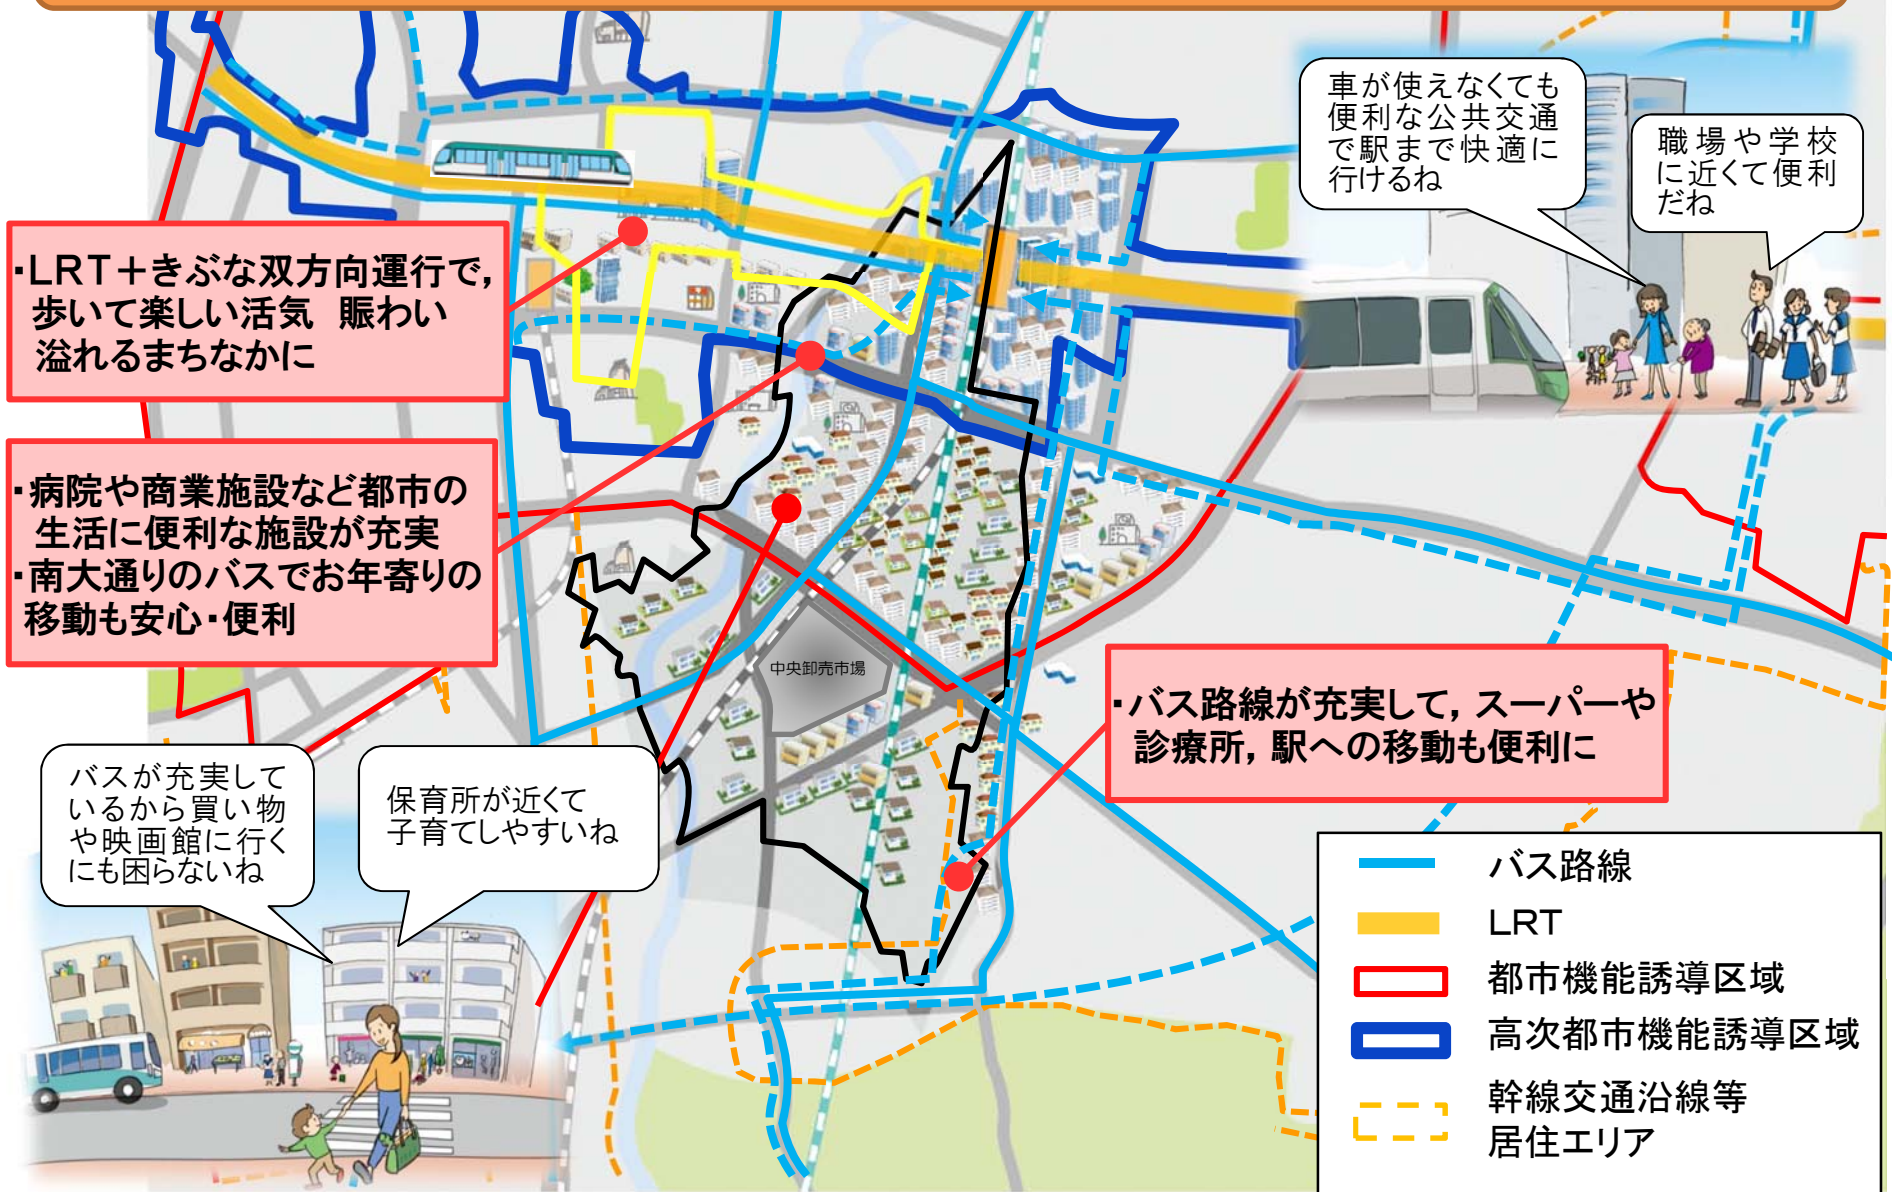 車が使えなくても
便利な公共交通
で駅まで快適に
行けるね
職場や学校
に近くて便利
だね
・LRT＋きぶな双方向運行で，
歩いて楽しい活気　賑わい
溢れるまちなかに
・病院や商業施設など都市の
生活に便利な施設が充実
・南大通りのバスでお年寄りの
移動も安心・便利
中央卸売市場
・バス路線が充実して，スーパーや
診療所，駅への移動も便利に
バスが充実して
いるから買い物
や映画館に行く
にも困らないね
保育所が近くて
子育てしやすいね
バス路線
LRT
都市機能誘導区域
高次都市機能誘導区域
幹線交通沿線等
居住エリア